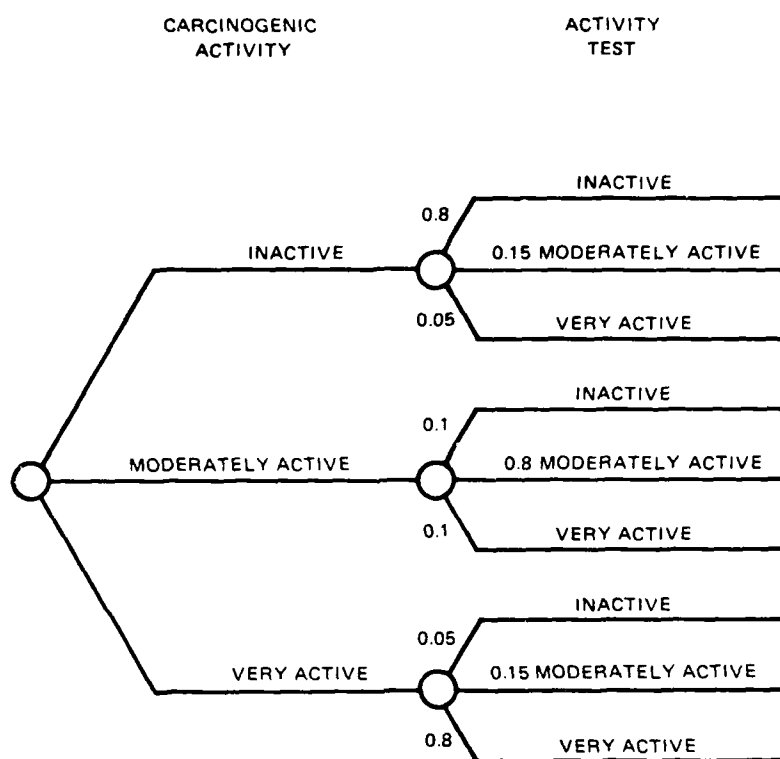 CARCINOGENIC
ACTIVITY
ACTIVITY
TEST
INACTIVE
0.8
INACTIVE
0.15 MODERATELY ACTIVE
0.05
VERY ACTIVE
INACTIVE
0.1
MODERATELY ACTIVE
0.8 MODERATELY ACTIVE
0.1
VERY ACTIVE
INACTIVE
0.05
VERY ACTIVE
0.15 MODERATELY ACTIVE
0.8
VERY ACTIVE